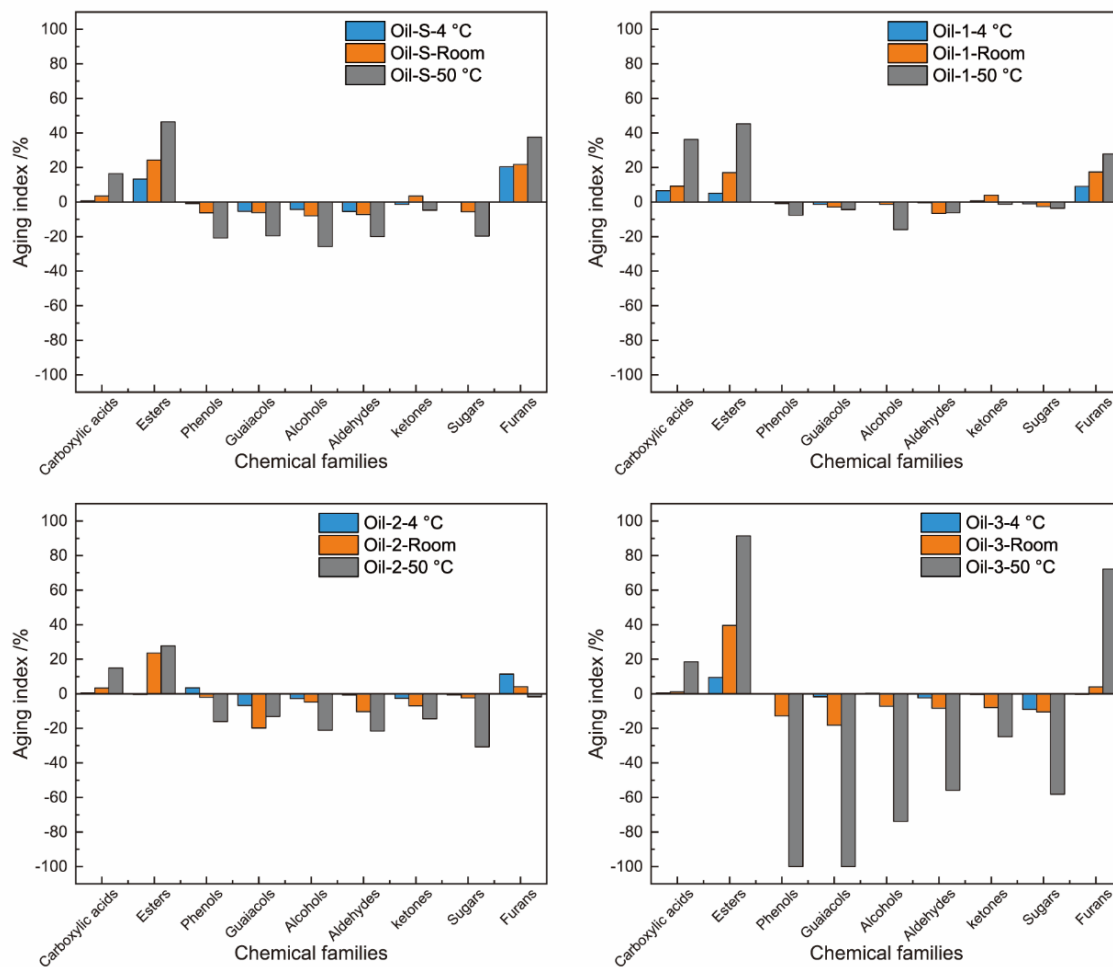 100
80
60
40
20
0
-20
-40
-60
-80
-100
Aging index /%
Oil-S-4 °C
Oil-S-Room
Oil-S-50 °C
Carboxylic acids
Esters
Phenols
Guaiacols
Alcohols
Aldehydes
ketones
Sugars
Furans
Chemical families
100
80
60
40
20
0
-20
-40
-60
-80
-100
Aging index /%
Oil-1-4 °C
Oil-1-Room
Oil-1-50 °C
Carboxylic acids
Esters
Phenols
Guaiacols
Alcohols
Aldehydes
ketones
Sugars
Furans
Chemical families
100
80
60
40
20
0
-20
-40
-60
-80
-100
Aging index /%
Oil-2-4 °C
Oil-2-Room
Oil-2-50 °C
Carboxylic acids
Esters
Phenols
Guaiacols
Alcohols
Aldehydes
ketones
Sugars
Furans
Chemical families
100
80
60
40
20
0
-20
-40
-60
-80
-100
Aging index /%
Oil-3-4 °C
Oil-3-Room
Oil-3-50 °C
Carboxylic acids
Esters
Phenols
Guaiacols
Alcohols
Aldehydes
ketones
Sugars
Furans
Chemical families